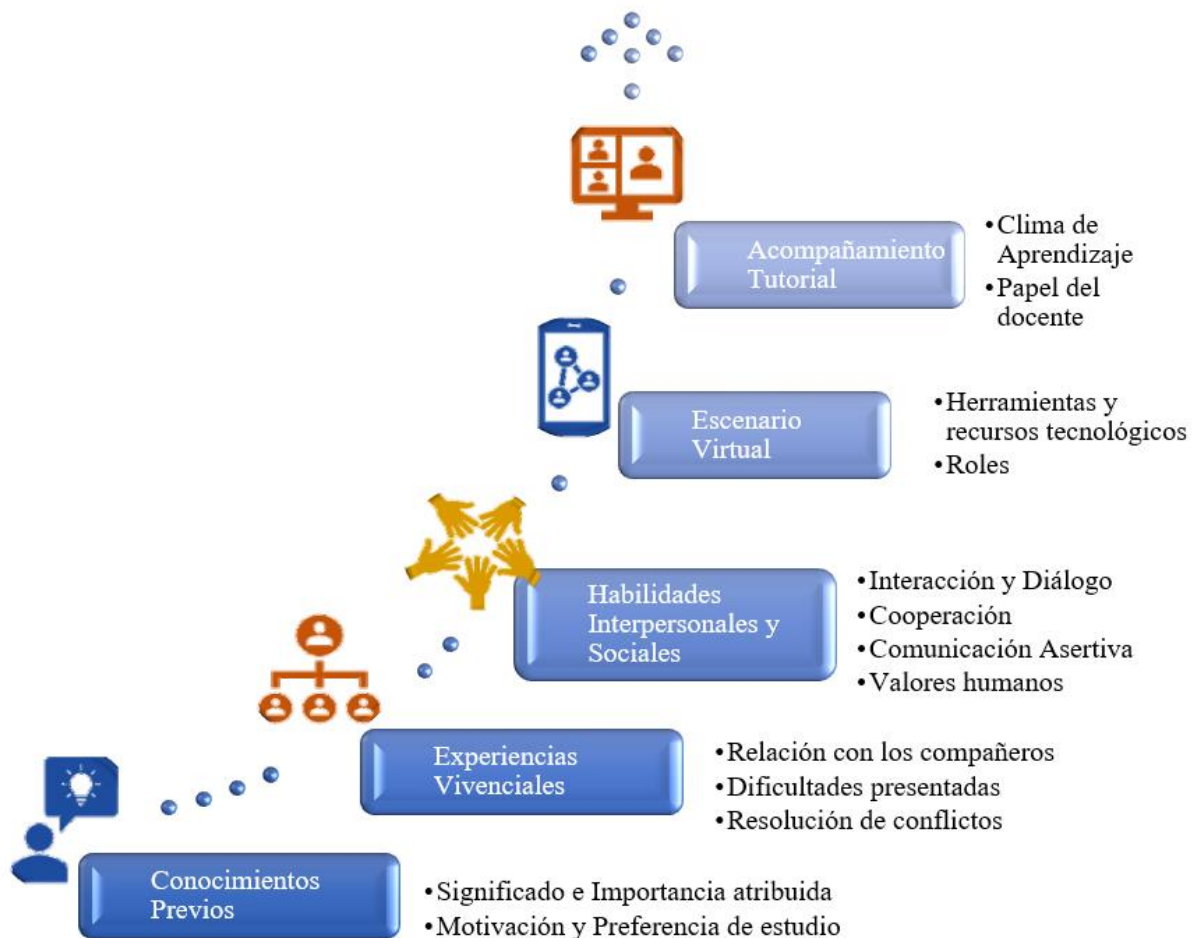 Acompañamiento
Tutorial
•Clima de
Aprendizaje
•Papel del
docente
Escenario
Virtual
•Herramientas y
recursos tecnológicos
•Roles
Habilidades
Interpersonales y
Sociales
•Interacción y Diálogo
•Cooperación
•Comunicación Asertiva
•Valores humanos
Experiencias
Vivenciales
•Relación con los compañeros
•Dificultades presentadas
•Resolución de conflictos
Conocimientos
Previos
•Significado e Importancia atribuida
•Motivación y Preferencia de estudio